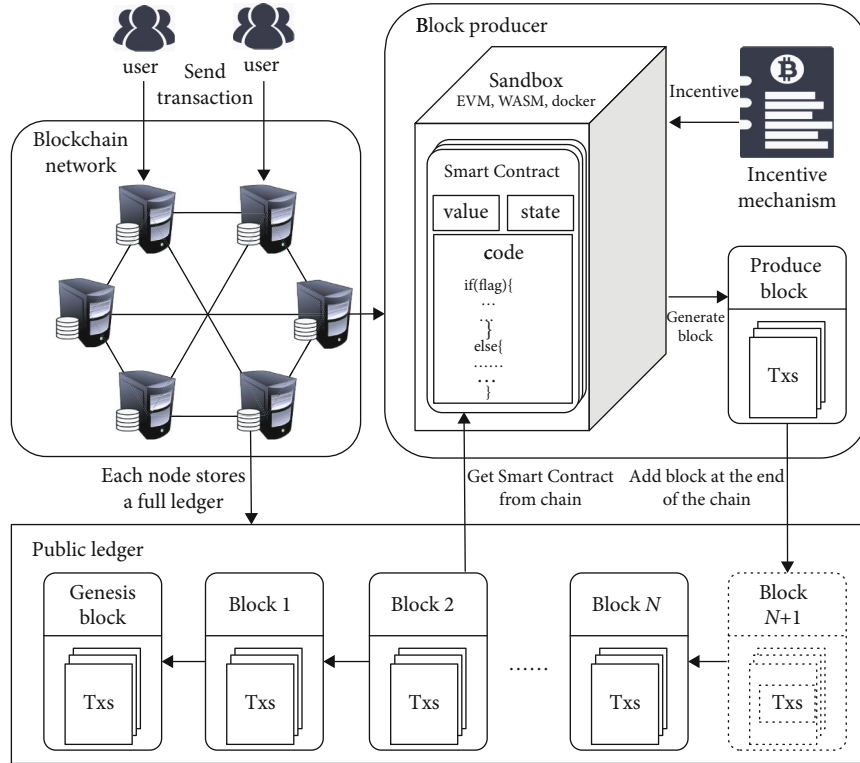 user
user
Send
transaction
Blockchain
network
Block producer
Sandbox
EVM, WASM, docker
Smart Contract
value
state
code
if(flag){
...
...
}
else{
......
...
}
Incentive
Incentive
mechanism
Generate
block
Produce
block
Txs
Each node stores
a full ledger
Get Smart Contract
from chain
Add block at the end
of the chain
Public ledger
Genesis
block
Txs
Block 1
Txs
Block 2
Txs
......
Block N
Txs
Block
N+1
Txs